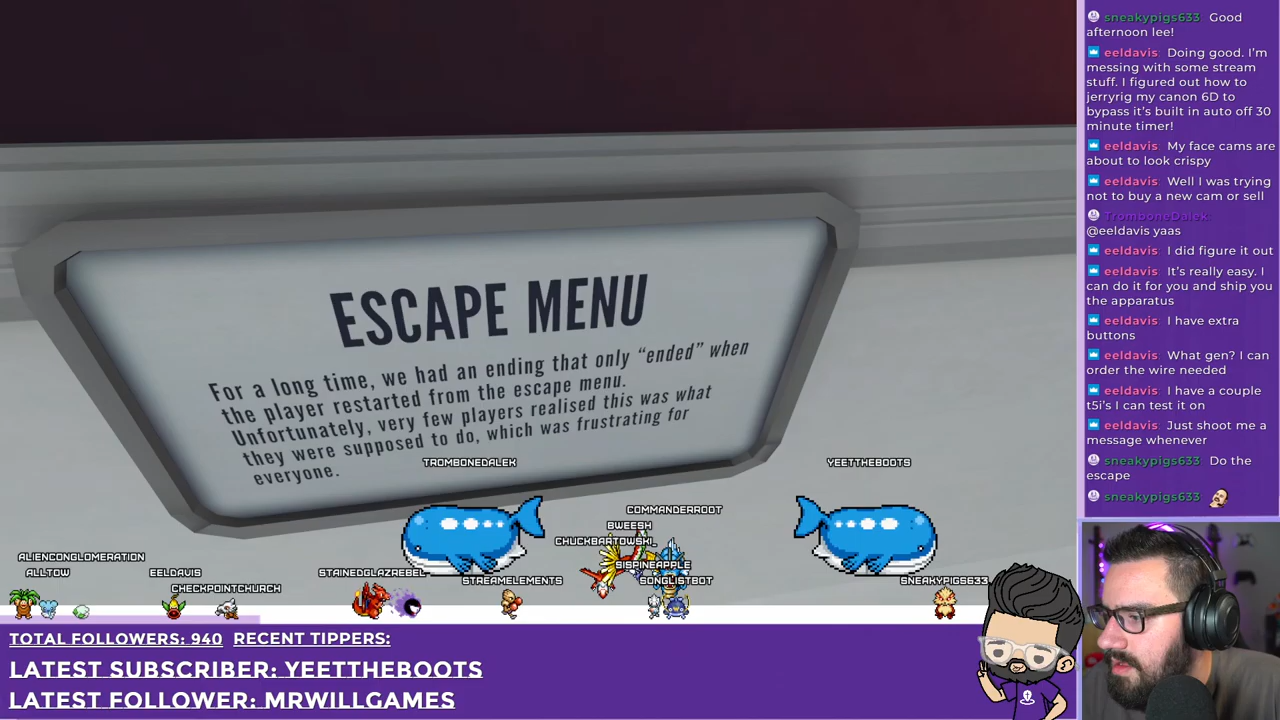 ESCAPE MENU
For a long time, we had an ending that only “ended” when
the player restarted from the escape menu.
Unfortunately, very few players realised this was what
they were supposed to do, which was frustrating for
everyone.
sneakypigs633 Good
afternoon lee!
eeldavis: Doing good. I’m
messing with some stream
stuff. I figured out how to
jerryrig my canon 6D to
bypass it’s built in auto off 30
minute timer!
eeldavis: My face cams are
about to look crispy
eeldavis: Well I was trying
not to buy a new cam or sell
TromboneDalek:
@eeldavis yaas
eeldavis: I did figure it out
eeldavis: It’s really easy. I
can do it for you and ship you
the apparatus
eeldavis: I have extra
buttons
eeldavis: What gen? I can
order the wire needed
eeldavis: I have a couple
t5i’s I can test it on
eeldavis: Just shoot me a
message whenever
sneakypigs633 Do the
escape
sneakypigs633
TROMBONEDALEK
YEETTHEBOOTS
COMMANDERROOT
BWEESH
CHUCKBARTOWSKI_
SISPINEAPPLE
SONGLISTBOT
ALIENCONGLOMERATION
ALLTOW
EELDAVIS
CHECKPOINTCHURCH
STAINEDGLAZREBEL
STREAMELEMENTS
SNEAKYPIGS633
TOTAL FOLLOWERS: 940 RECENT TIPPERS:
LATEST SUBSCRIBER: YEETTHEBOOTS
LATEST FOLLOWER: MRWILLGAMES